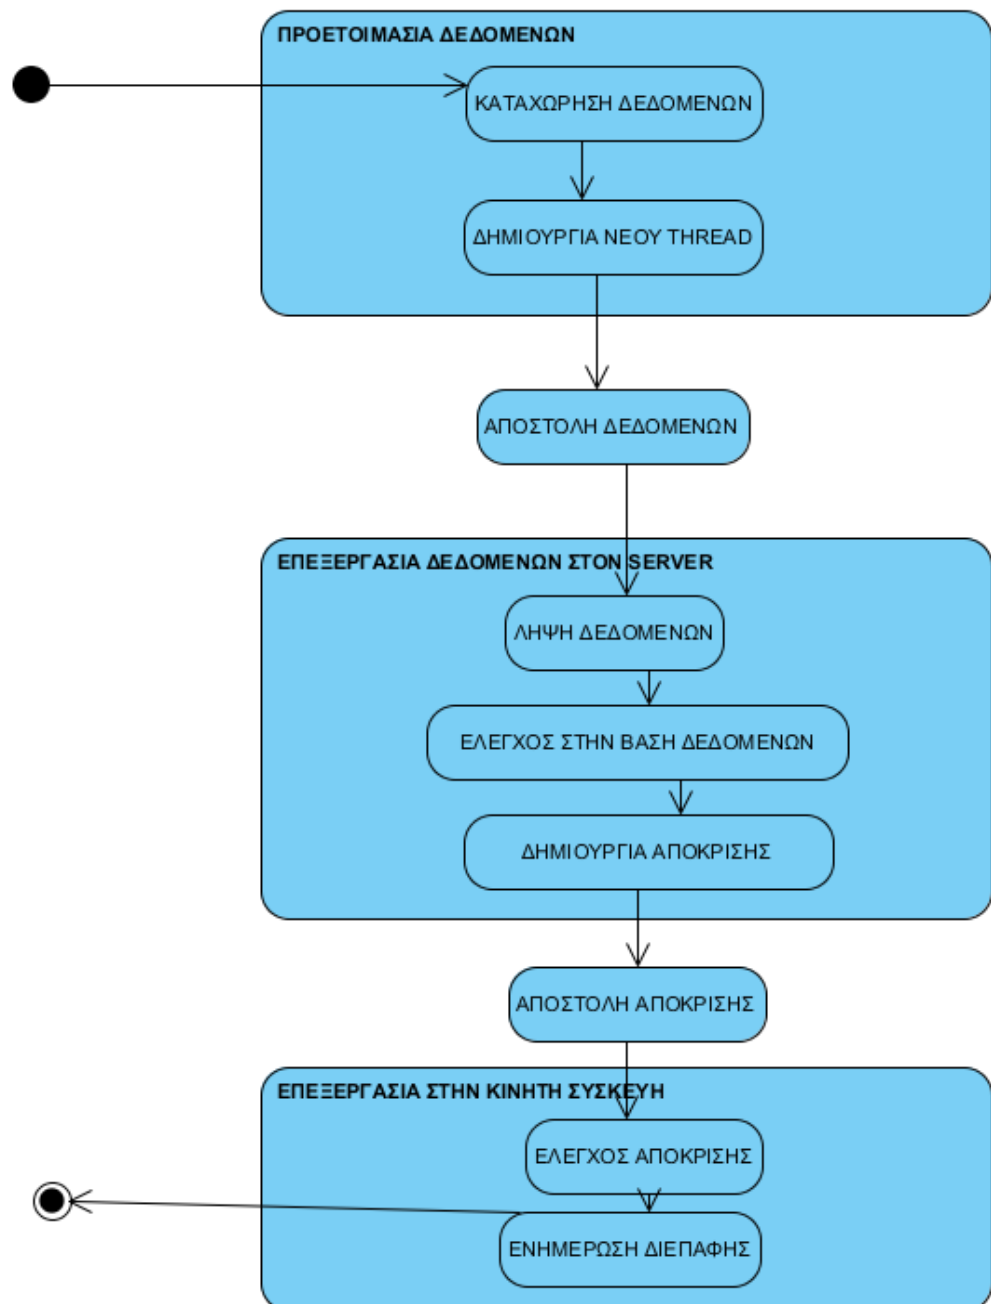 ΠΡΟΕΤΟΙΜΑΣΙΑ ΔΕΔΟΜΕΝΩΝ
ΚΑΤΑΧΩΡΗΣΗ ΔΕΔΟΜΕΝΩΝ
ΔΗΜΙΟΥΡΓΙΑ ΝΕΟΥ THREAD
ΑΠΟΣΤΟΛΗ ΔΕΔΟΜΕΝΩΝ
ΕΠΕΞΕΡΓΑΣΙΑ ΔΕΔΟΜΕΝΩΝ ΣΤΟΝ SERVER
ΛΗΨΗ ΔΕΔΟΜΕΝΩΝ
ΕΛΕΓΧΟΣ ΣΤΗΝ ΒΑΣΗ ΔΕΔΟΜΕΝΩΝ
ΔΗΜΙΟΥΡΓΙΑ ΑΠΟΚΡΙΣΗΣ
ΑΠΟΣΤΟΛΗ ΑΠΟΚΡΙΣΗΣ
ΕΠΕΞΕΡΓΑΣΙΑ ΣΤΗΝ ΚΙΝΗΤΗ ΣΥΣΚΕΥΗ
ΕΛΕΓΧΟΣ ΑΠΟΚΡΙΣΗΣ
ΕΝΗΜΕΡΩΣΗ ΔΙΕΠΑΦΗΣ